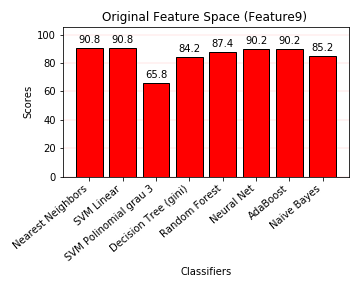 Original Feature Space (Feature9)
100
80
60
40
20
0
Scores
90.8
90.8
65.8
84.2
87.4
90.2
90.2
85.2
Nearest Neighbors
SVM Linear
SVM Polinomial grau 3
Decision Tree (gini)
Random Forest
Neural Net
AdaBoost
Naive Bayes
Classifiers